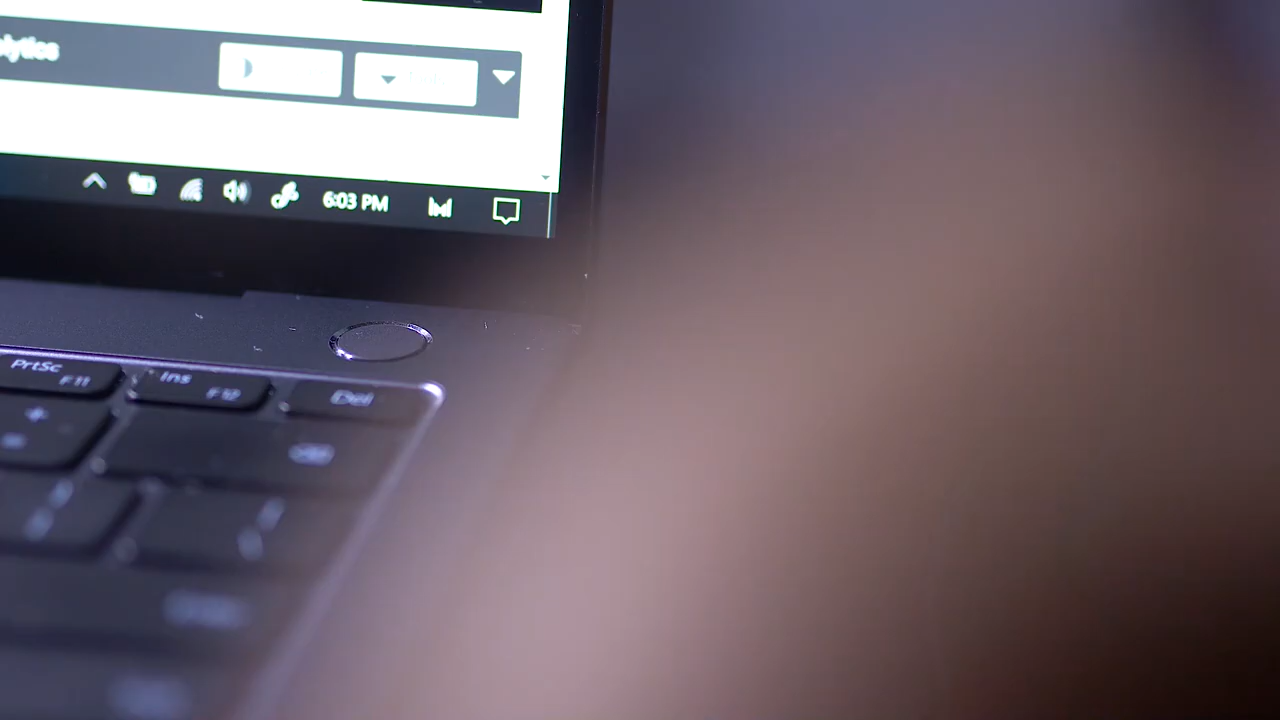 lytics
6:03 PM
PrtSc
F11
Ins
F12
Del
+
=